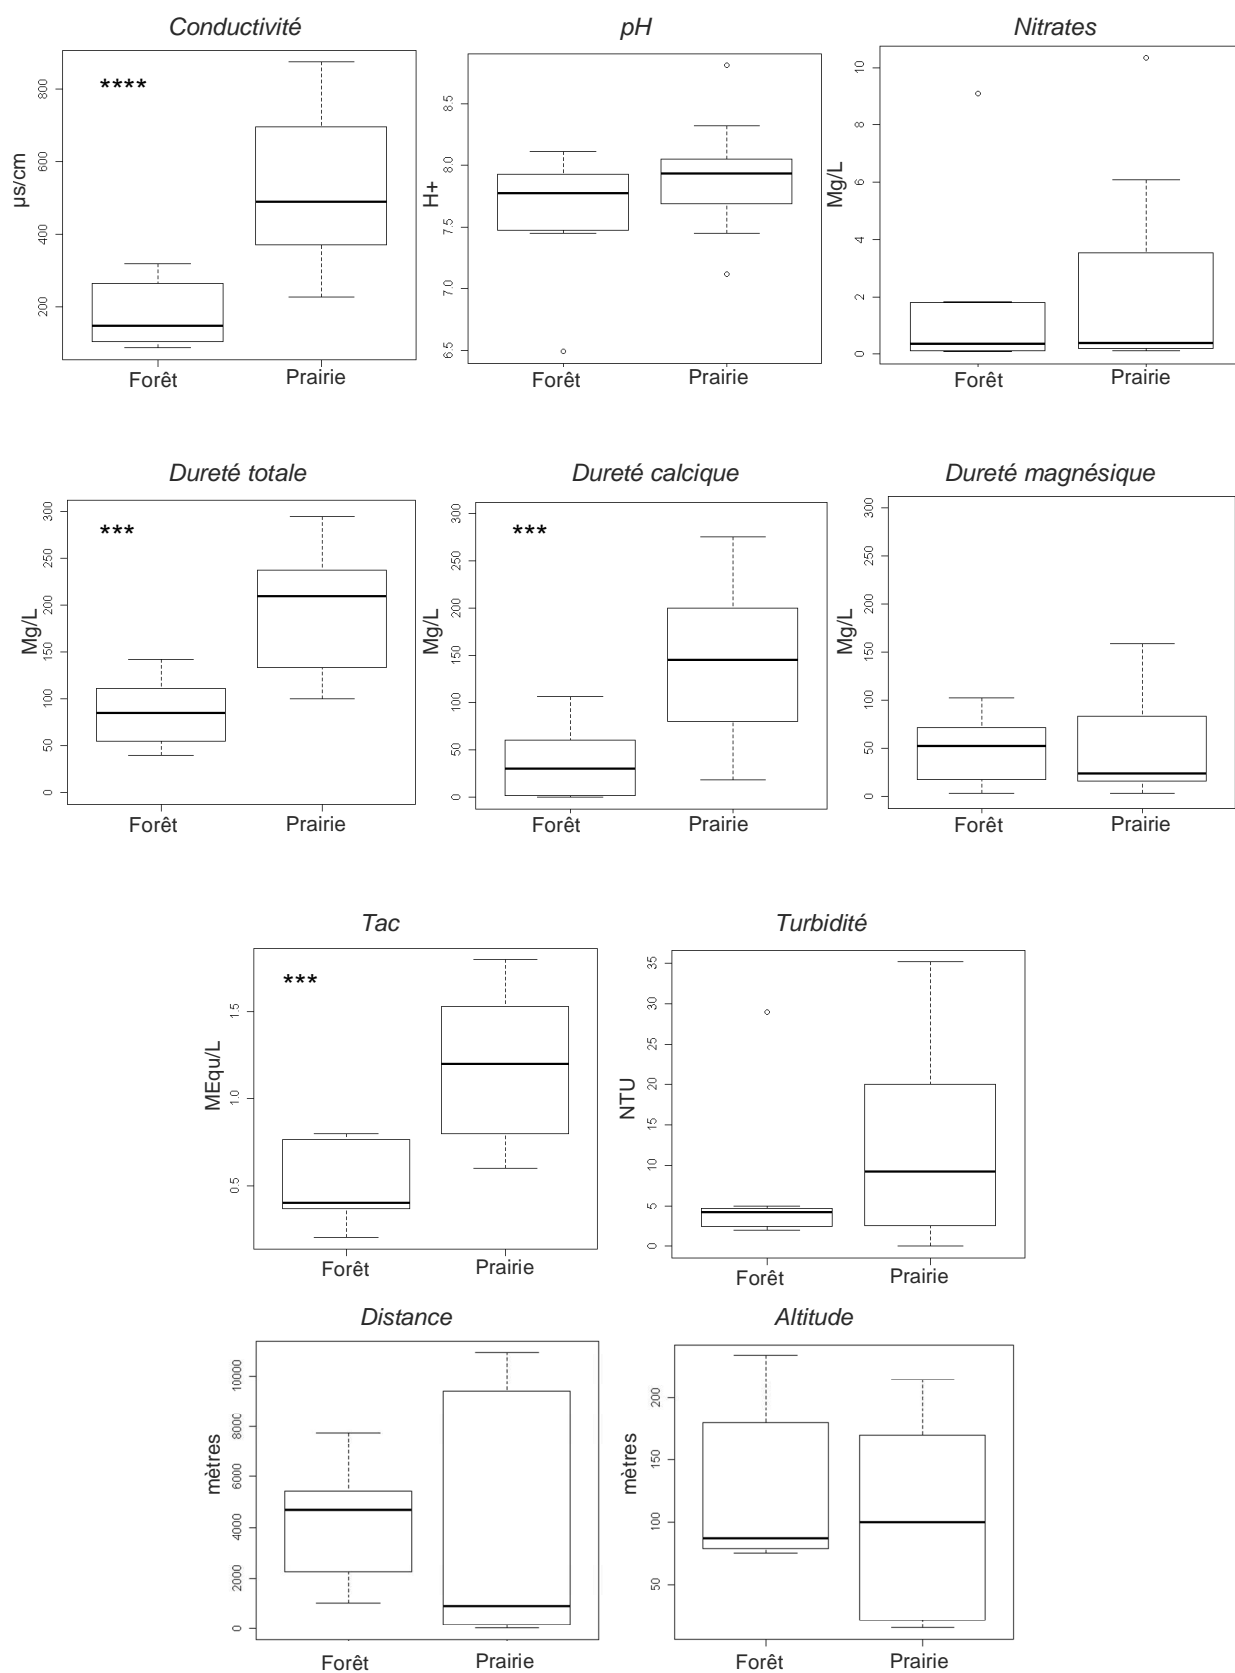 Conductivité
pH
Nitrates
****
µs/cm
200
400
600
800
Forêt
Prairie
H+
6.5
7.0
7.5
8.0
8.5
Forêt
Prairie
Mg/L
0
2
4
6
8
10
Forêt
Prairie
Dureté totale
Dureté calcique
Dureté magnésique
***
Mg/L
0
50
100
150
200
250
300
Forêt
Prairie
***
Mg/L
0
50
100
150
200
250
300
Forêt
Prairie
Mg/L
0
50
100
150
200
250
300
Forêt
Prairie
Tac
Turbidité
***
MEqu/L
0.5
1.0
1.5
Forêt
Prairie
NTU
0
5
10
15
20
25
30
35
Forêt
Prairie
Distance
Altitude
mètres
0
2000
4000
6000
8000
10000
Forêt
Prairie
mètres
50
100
150
200
Forêt
Prairie